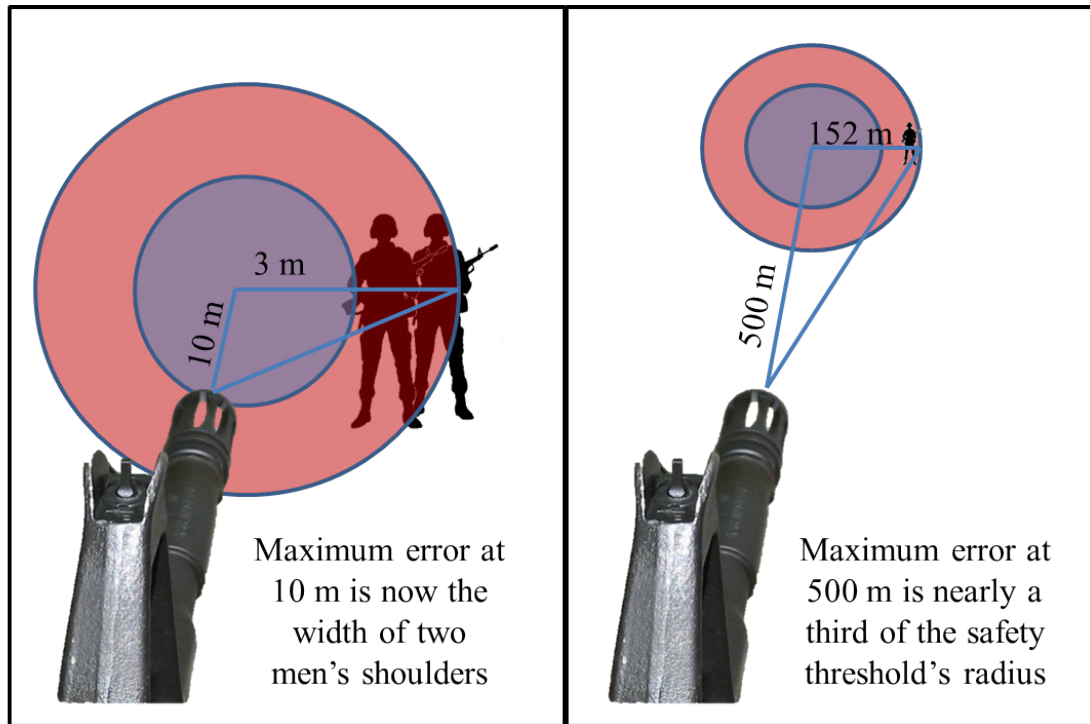 3 m
10 m
Maximum error at
10 m is now the
width of two
men’s shoulders
152 m
500 m
Maximum error at
500 m is nearly a
third of the safety
threshold’s radius